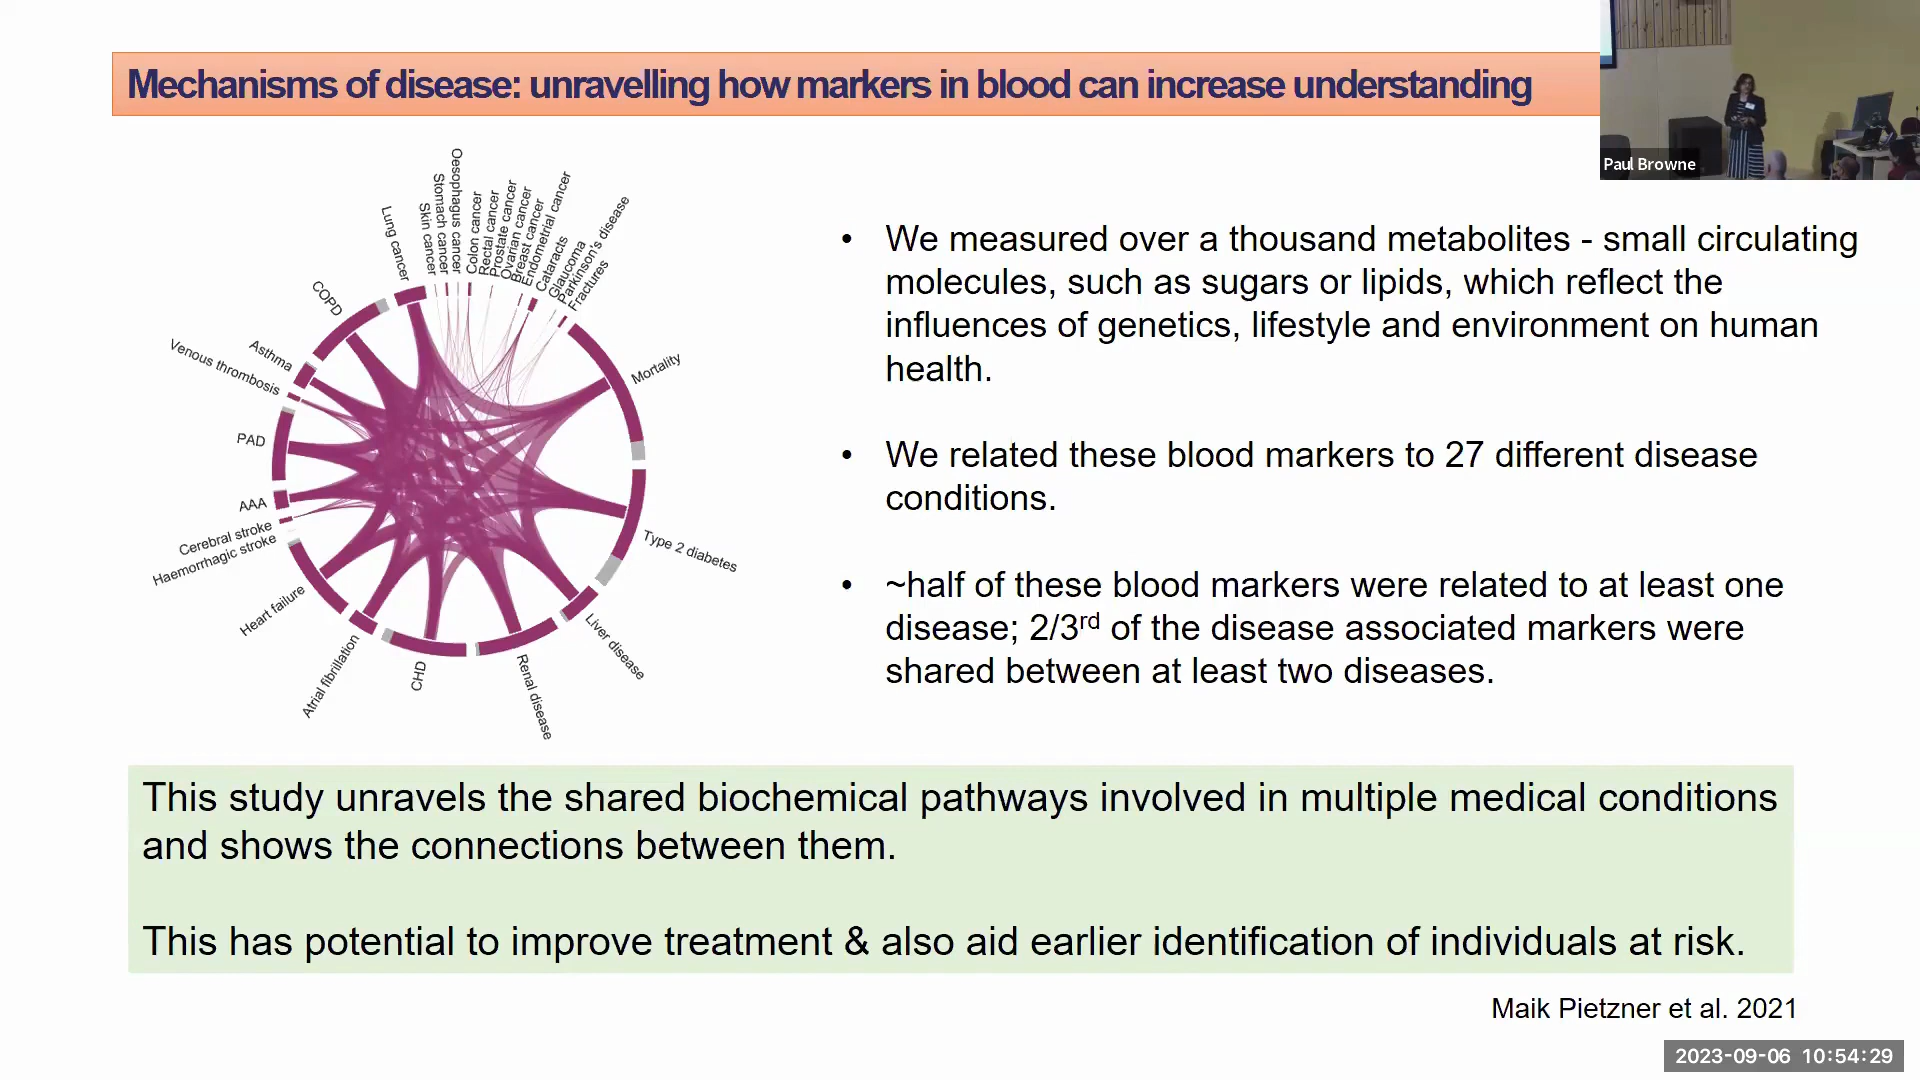 Mechanisms of disease: unravelling how markers in blood can increase understanding
Paul Browne
Lung cancer
Skin cancer
Stomach cancer
Oesophagus cancer
Colon cancer
Rectal cancer
Prostate cancer
Ovarian cancer
Breast cancer
Endometrial cancer
Cataracts
Glaucoma
Parkinson's disease
Fractures
Mortality
Type 2 diabetes
Liver disease
Renal disease
CHD
Atrial fibrillation
Heart failure
Haemorrhagic stroke
Cerebral stroke
AAA
PAD
Venous thrombosis
Asthma
COPD
• We measured over a thousand metabolites - small circulating
molecules, such as sugars or lipids, which reflect the
influences of genetics, lifestyle and environment on human
health.
• We related these blood markers to 27 different disease
conditions.
• ~half of these blood markers were related to at least one
disease; 2/3rd of the disease associated markers were
shared between at least two diseases.
This study unravels the shared biochemical pathways involved in multiple medical conditions
and shows the connections between them.
This has potential to improve treatment & also aid earlier identification of individuals at risk.
Maik Pietzner et al. 2021
2023-09-06 10:54:29